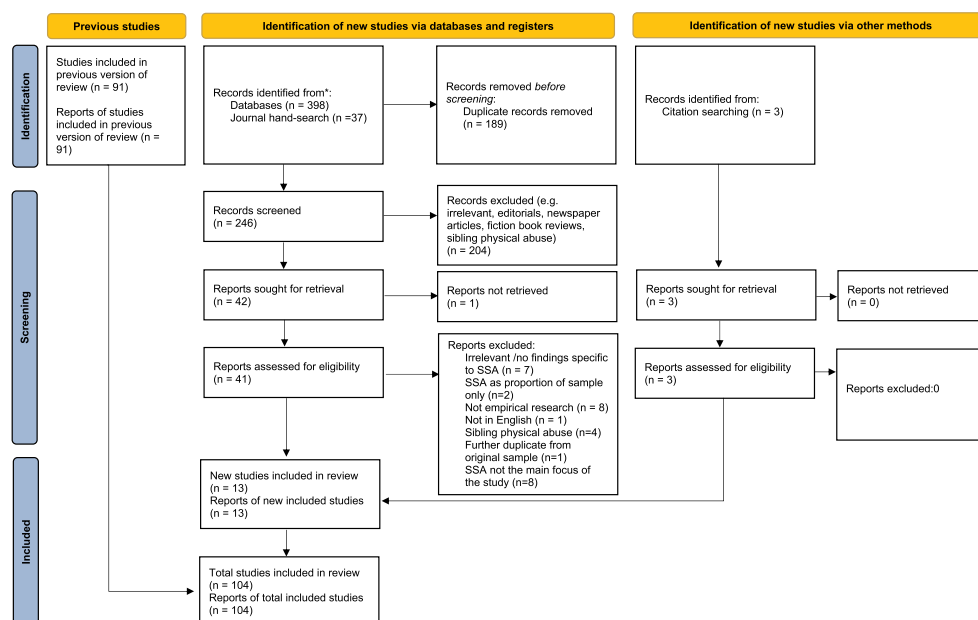 Previous studies
Identification of new studies via databases and registers
Identification of new studies via other methods
Identification
Studies included in
previous version of
review (n = 91)
Reports of studies
included in previous
version of review (n =
91)
Records identified from*:
Databases (n = 398)
Journal hand-search (n =37)
Records removed before
screening:
Duplicate records removed
(n = 189)
Records identified from:
Citation searching (n = 3)
Screening
Records screened
(n = 246)
Records excluded (e.g.
irrelevant, editorials, newspaper
articles, fiction book reviews,
sibling physical abuse)
(n = 204)
Reports sought for retrieval
(n = 42)
Reports not retrieved
(n = 1)
Reports sought for retrieval
(n = 3)
Reports not retrieved
(n = 0)
Reports assessed for eligibility
(n = 41)
Reports excluded:
Irrelevant /no findings specific
to SSA (n = 7)
SSA as proportion of sample
only (n=2)
Not empirical research (n = 8)
Not in English (n = 1)
Sibling physical abuse (n=4)
Further duplicate from
original sample (n=1)
SSA not the main focus of
the study (n=8)
Reports assessed for eligibility
(n = 3)
Reports excluded:0
Included
New studies included in review
(n = 13)
Reports of new included studies
(n = 13)
Total studies included in review
(n = 104)
Reports of total included studies
(n = 104)